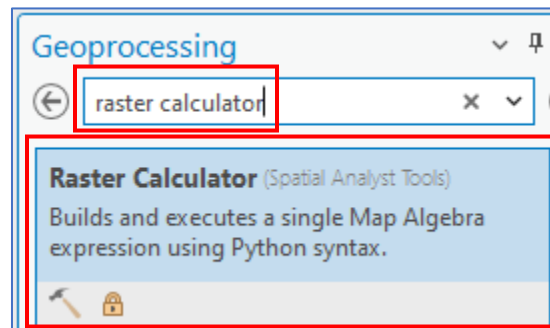 Geoprocessing
raster calculator
Raster Calculator (Spatial Analyst Tools)
Builds and executes a single Map Algebra
expression using Python syntax.